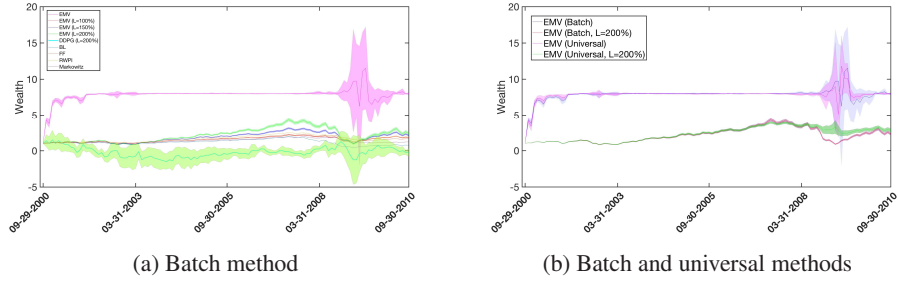 EMV
EMV (L=100%)
EMV (L=150%)
EMV (L=200%)
DDPG (L=200%)
BL
FF
RWPI
Markowitz
20
15
10
5
0
-5
Wealth
09-29-2000
03-31-2003
09-30-2005
03-31-2008
09-30-2010
(a) Batch method
EMV (Batch)
EMV (Batch, L=200%)
EMV (Universal)
EMV (Universal, L=200%)
20
15
10
5
0
-5
Wealth
09-29-2000
03-31-2003
09-30-2005
03-31-2008
09-30-2010
(b) Batch and universal methods